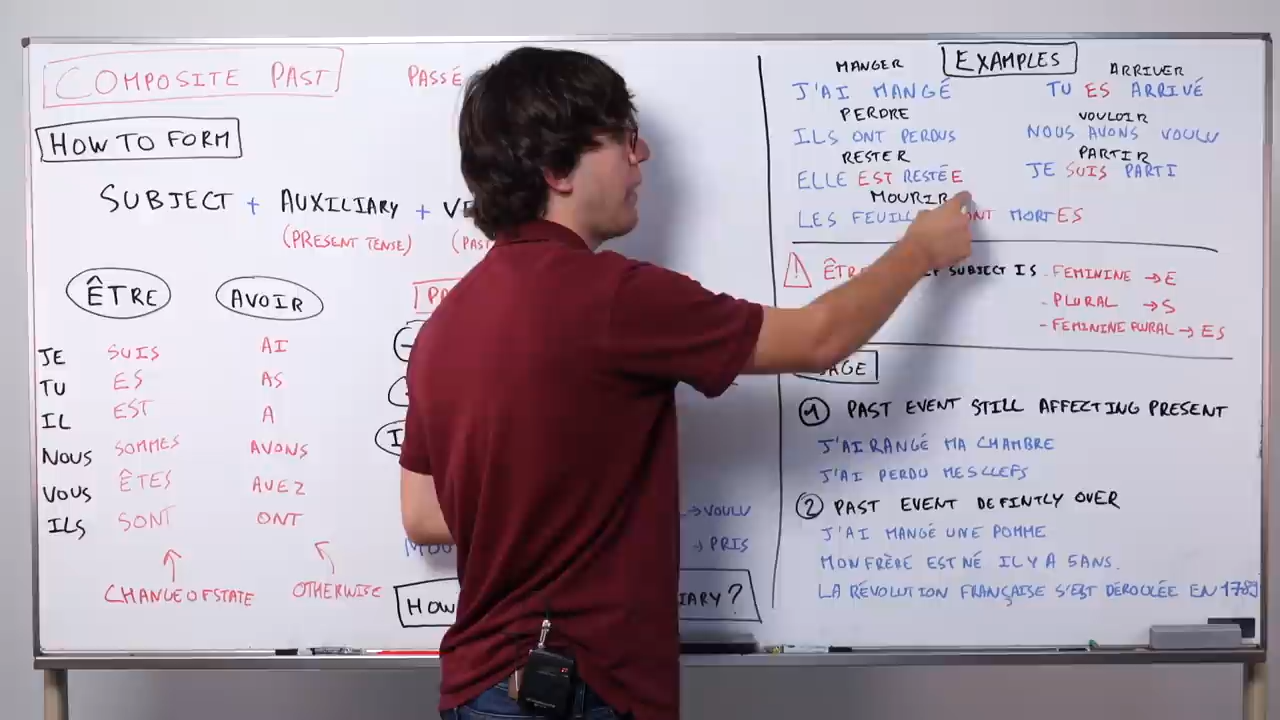 COMPOSITE PAST
PASSÉ
HOW TO FORM
SUBJECT + AUXILIARY +
(PRESENT TENSE)
ÊTRE AVOIR
JE SUIS AI
TU ES AS
IL EST A
NOUS SOMMES AVONS
VOUS ÊTES AVEZ
ILS SONT ONT
CHANGE OF STATE
OTHERWISE
→ VOULU
→ PRIS
HOW
EXAMPLES
MANGER
J'AI MANGÉ
PERDRE
ILS ONT PERDUS
RESTER
ELLE EST RESTÉE
MOURIR
LES MORTES
ARRIVER
TU ES ARRIVÉ
VOULOIR
NOUS AVONS VOULU
PARTIR
JE SUIS PARTI
SUBJECT IS - FEMININE → E
- PLURAL → S
- FEMININE PLURAL → ES
1 PAST EVENT STILL AFFECTING PRESENT
J'AI RANGÉ MA CHAMBRE
J'AI PERDU MES CLEFS
2 PAST EVENT DEFINTLY OVER
J'AI MANGÉ UNE POMME
MON FRÈRE EST NÉ IL Y A 5 ANS.
LA RÉVOLUTION FRANÇAISE S'EST DÉROULÉE EN 1789